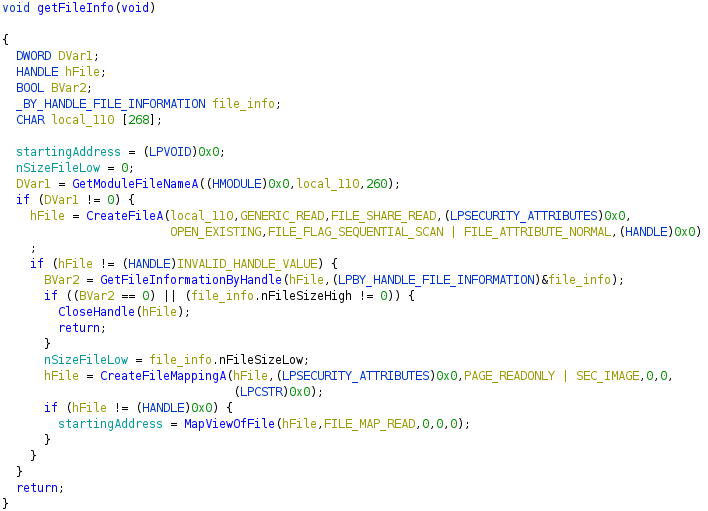 void getFileInfo(void)
{
DWORD DVar1;
HANDLE hFile;
BOOL BVar2;
_BY_HANDLE_FILE_INFORMATION file_info;
CHAR local_110 [268];
startingAddress = (LPVOID)0x0;
nSizeFileLow = 0;
DVar1 = GetModuleFileNameA((HMODULE)0x0,local_110,260);
if (DVar1 != 0) {
hFile = CreateFileA(local_110,GENERIC_READ,FILE_SHARE_READ,(LPSECURITY_ATTRIBUTES)0x0,
OPEN_EXISTING,FILE_FLAG_SEQUENTIAL_SCAN | FILE_ATTRIBUTE_NORMAL,(HANDLE)0x0)
;
if (hFile != (HANDLE)INVALID_HANDLE_VALUE) {
BVar2 = GetFileInformationByHandle(hFile,(LPBY_HANDLE_FILE_INFORMATION)&file_info);
if ((BVar2 == 0) || (file_info.nFileSizeHigh != 0)) {
CloseHandle(hFile);
return;
}
nSizeFileLow = file_info.nFileSizeLow;
hFile = CreateFileMappingA(hFile,(LPSECURITY_ATTRIBUTES)0x0,PAGE_READONLY | SEC_IMAGE,0,0,
(LPCSTR)0x0);
if (hFile != (HANDLE)0x0) {
startingAddress = MapViewOfFile(hFile,FILE_MAP_READ,0,0,0);
}
}
}
return;
}